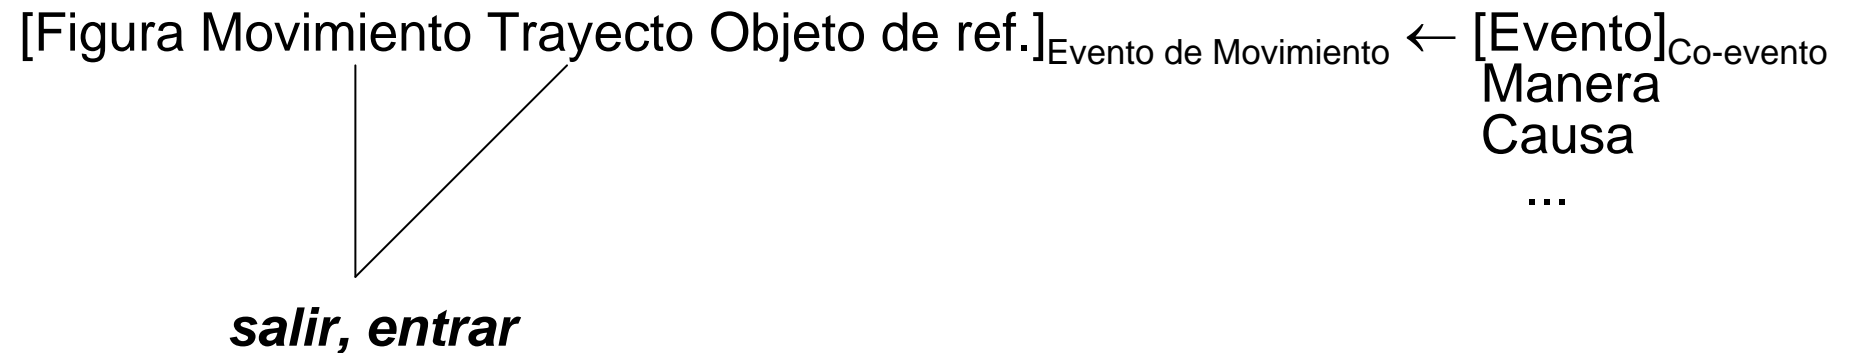 [Figura Movimiento Trayecto Objeto de ref.]Evento de Movimiento ← [Evento]Co-evento
Manera
Causa
...
salir, entrar